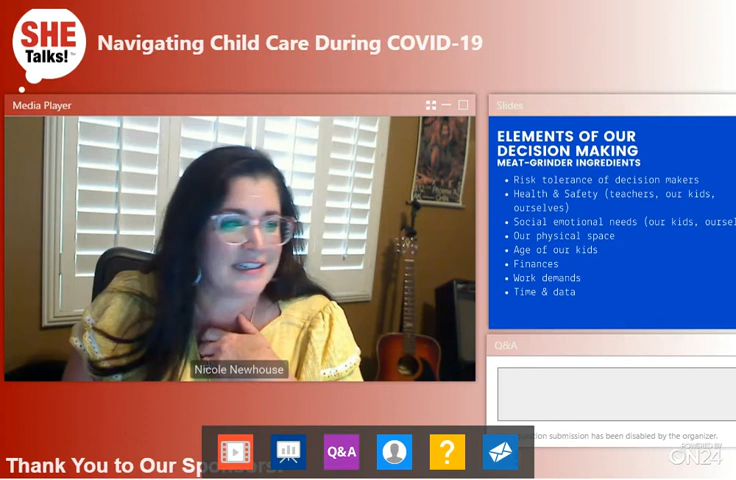 SHE
Talks!
Navigating Child Care During COVID-19
Media Player
Nicole Newhouse
Slides
ELEMENTS OF OUR
DECISION MAKING
MEAT-GRINDER INGREDIENTS
• Risk tolerance of decision makers
• Health & Safety (teachers, our kids,
ourselves)
• Social emotional needs (our kids,
• Our physical space
• Age of our kids
• Finances
• Work demands
• Time & data
Q&A
submission has been disabled by the organizer.
Q&A
?
POWERED BY
ON24
Thank You to Our